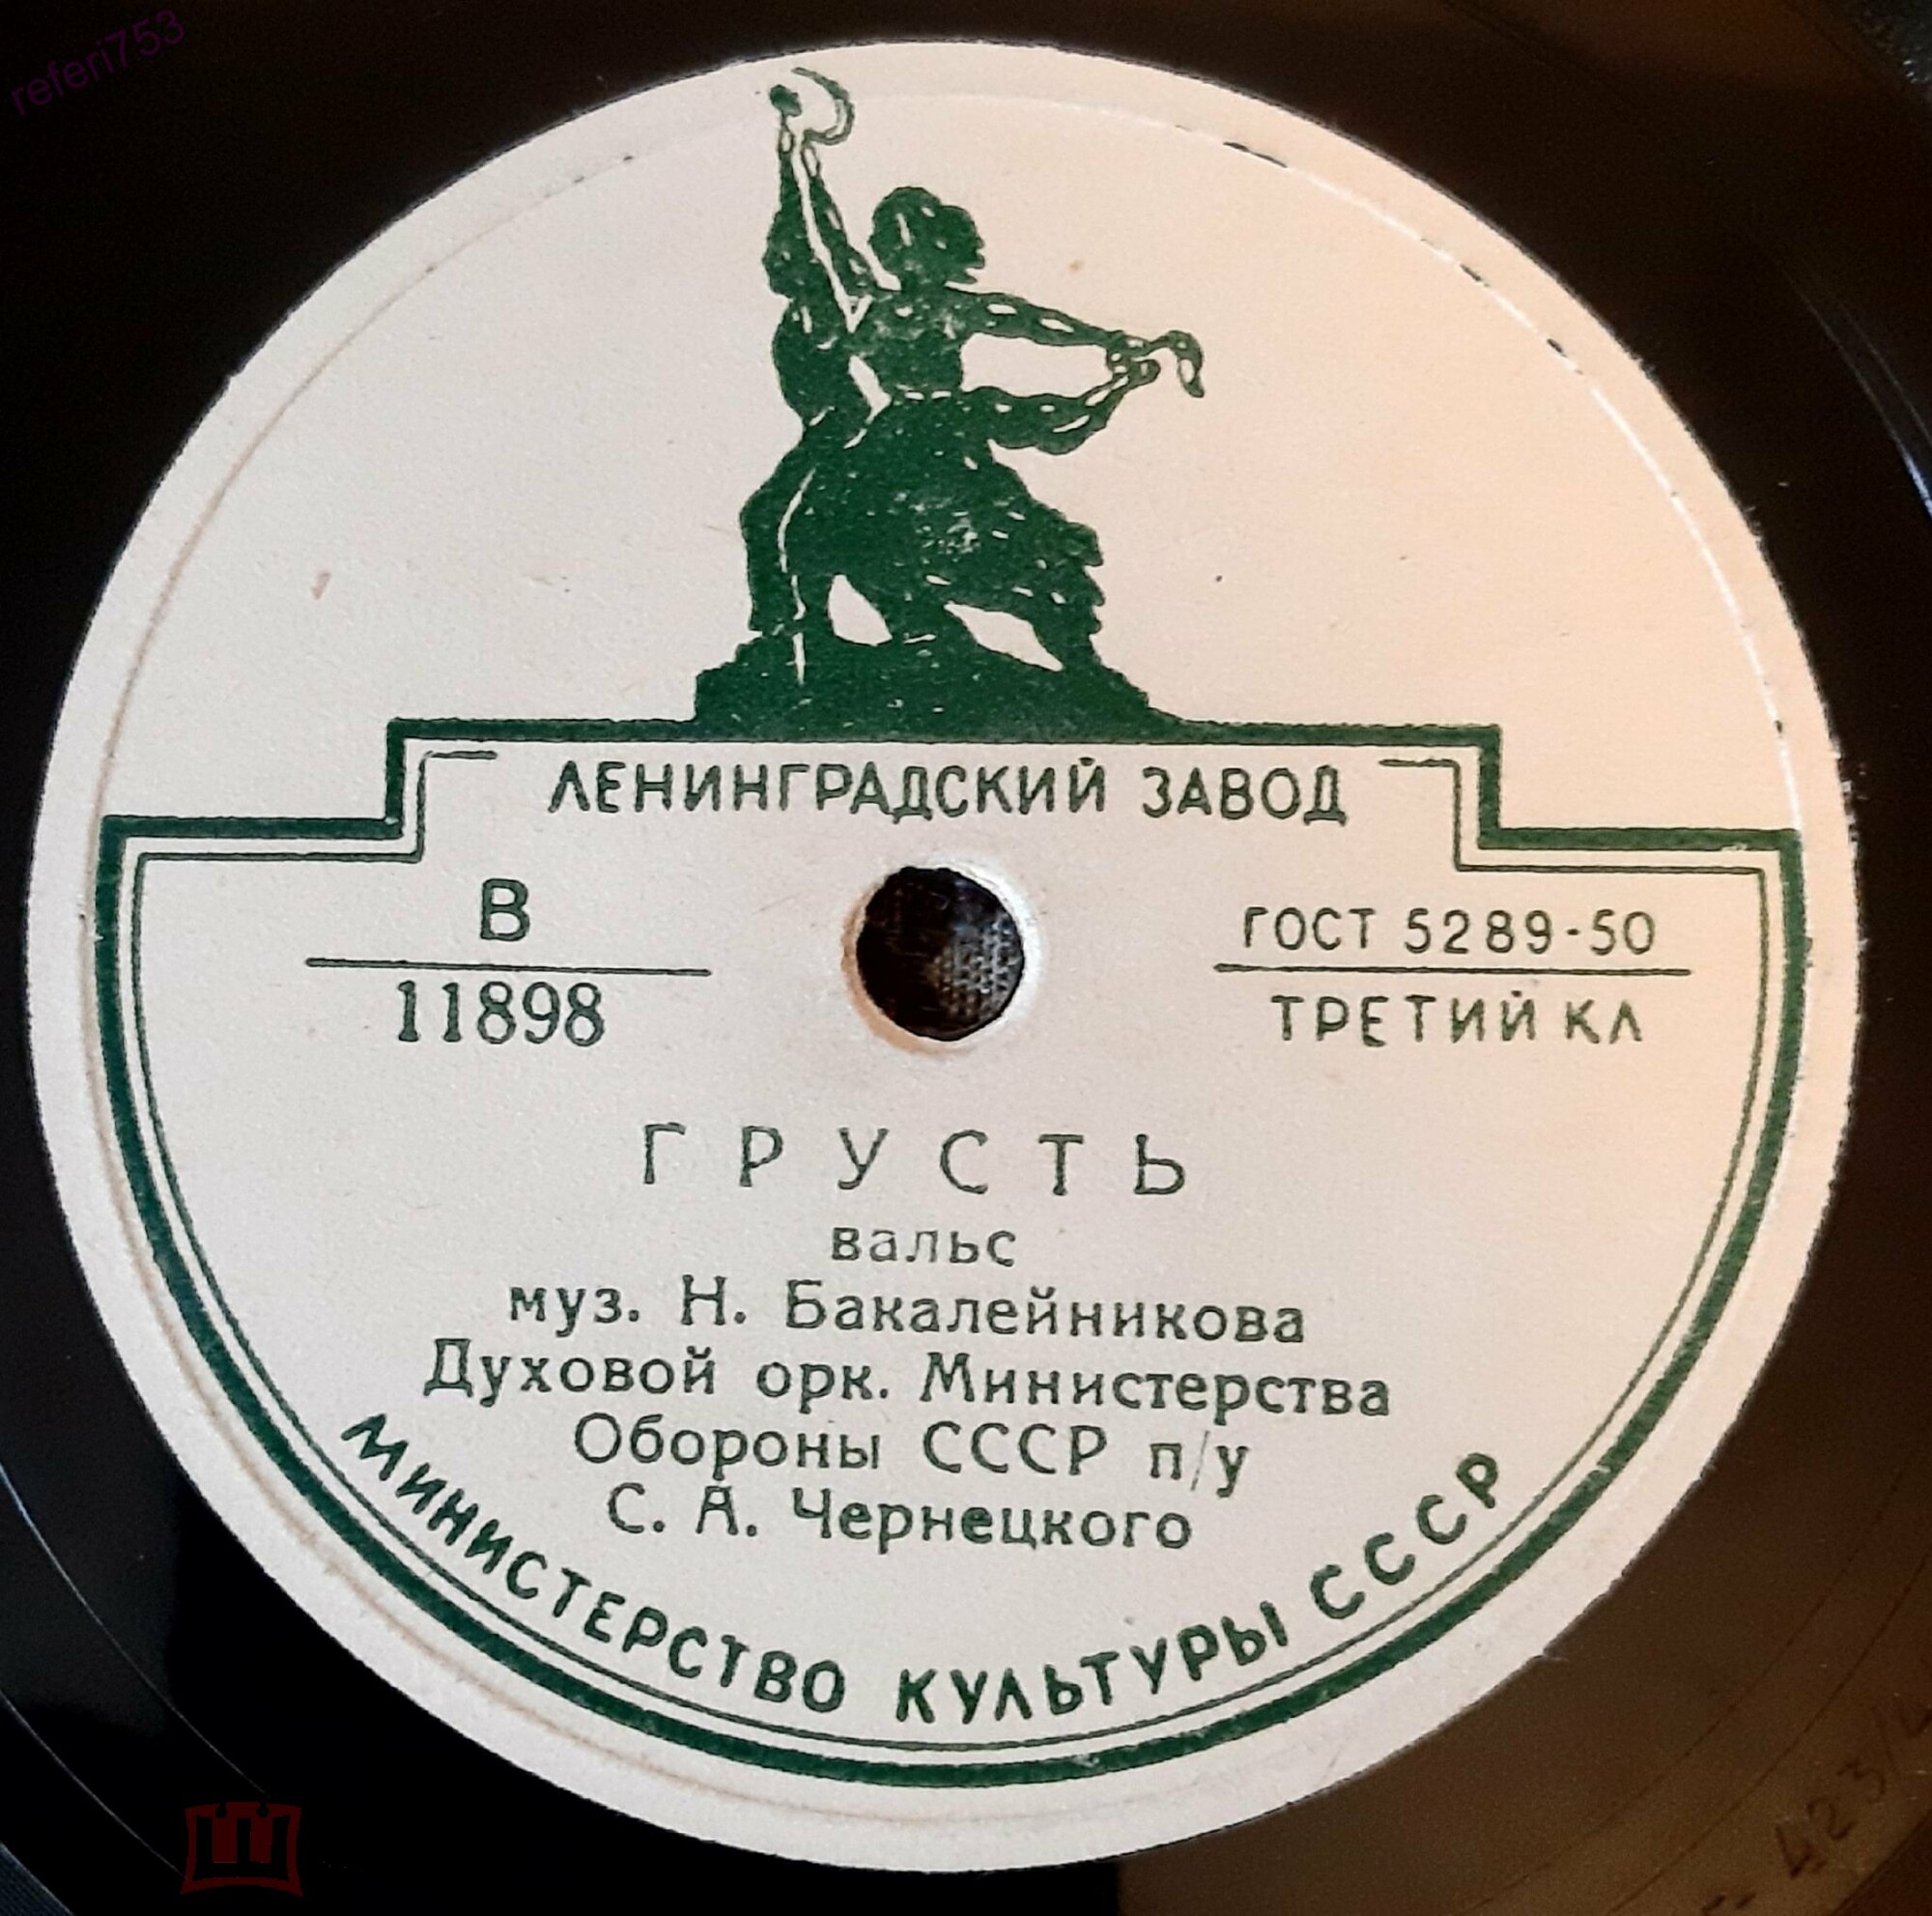 referi753
ЛЕНИНГРАДСКИЙ ЗАВОД
В
11898
ГОСТ 5289-50
ТРЕТИЙ КЛ
ГРУСТЬ
вальс
муз. Н. Бакалейникова
Духовой орк. Министерства
Обороны СССР п/у
С. А. Чернецкого
МИНИСТЕРСТВО КУЛЬТУРЫ СССР